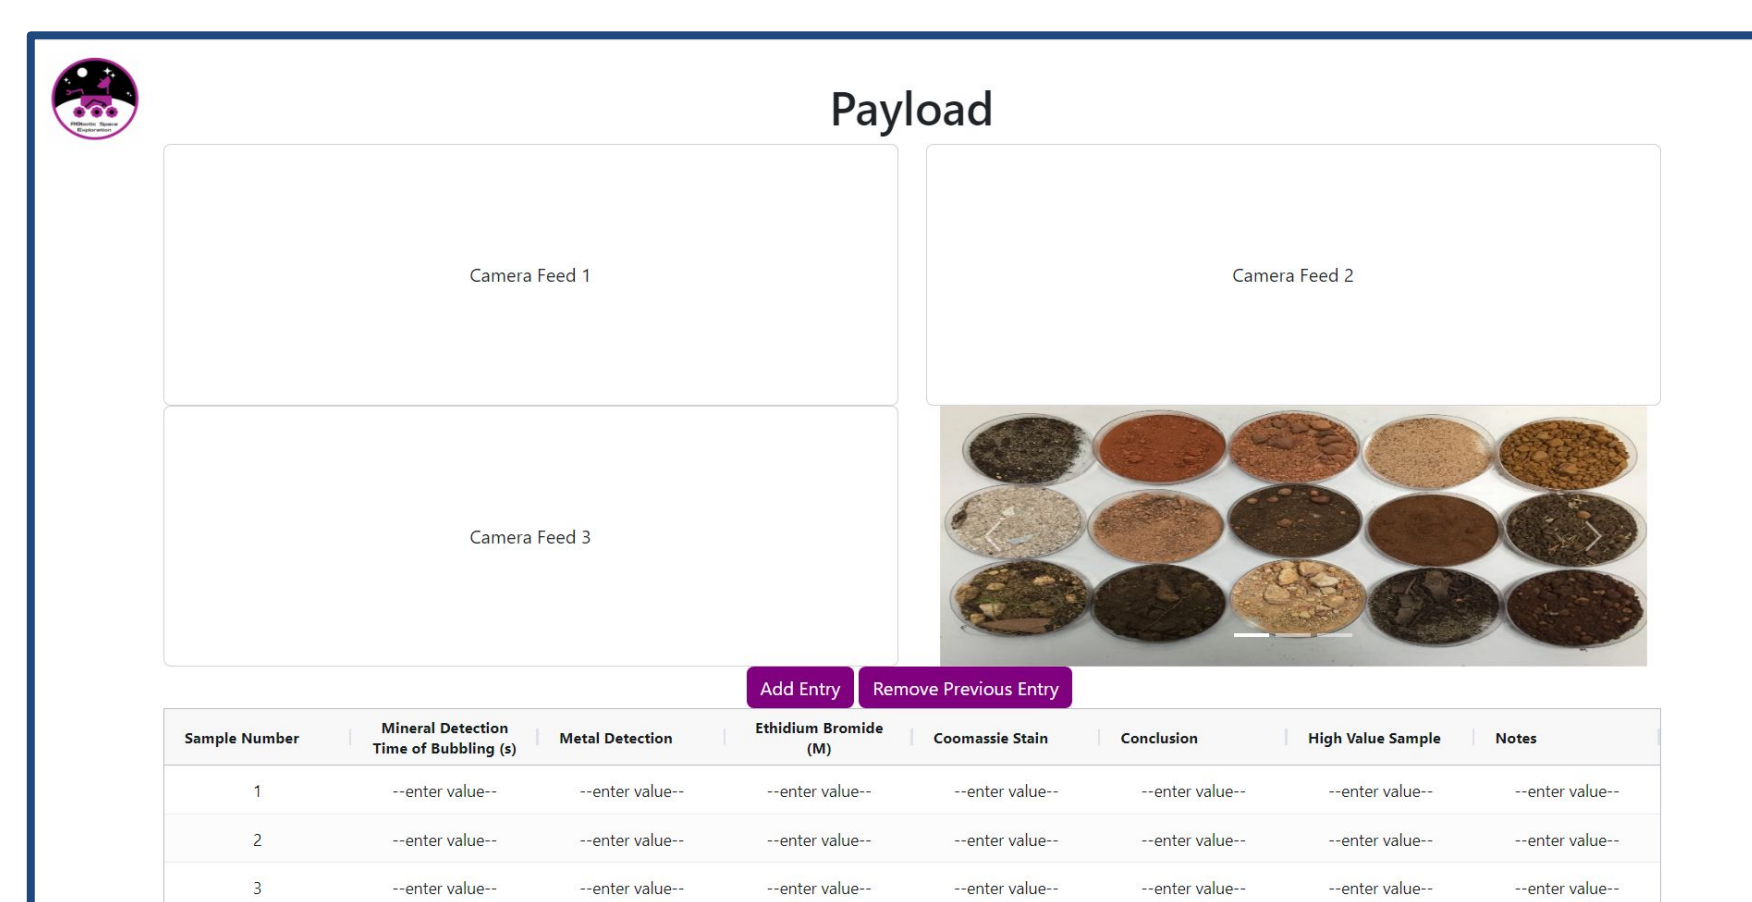 Payload
Camera Feed 1
Camera Feed 2
Camera Feed 3
Add Entry
Remove Previous Entry
Sample Number
Mineral Detection
Time of Bubbling (s)
Metal Detection
Ethidium Bromide
(M)
Coomassie Stain
Conclusion
High Value Sample
Notes
1 --enter value-- --enter value-- --enter value-- --enter value-- --enter value-- --enter value-- --enter value--
2 --enter value-- --enter value-- --enter value-- --enter value-- --enter value-- --enter value-- --enter value--
3 --enter value-- --enter value-- --enter value-- --enter value-- --enter value-- --enter value-- --enter value--